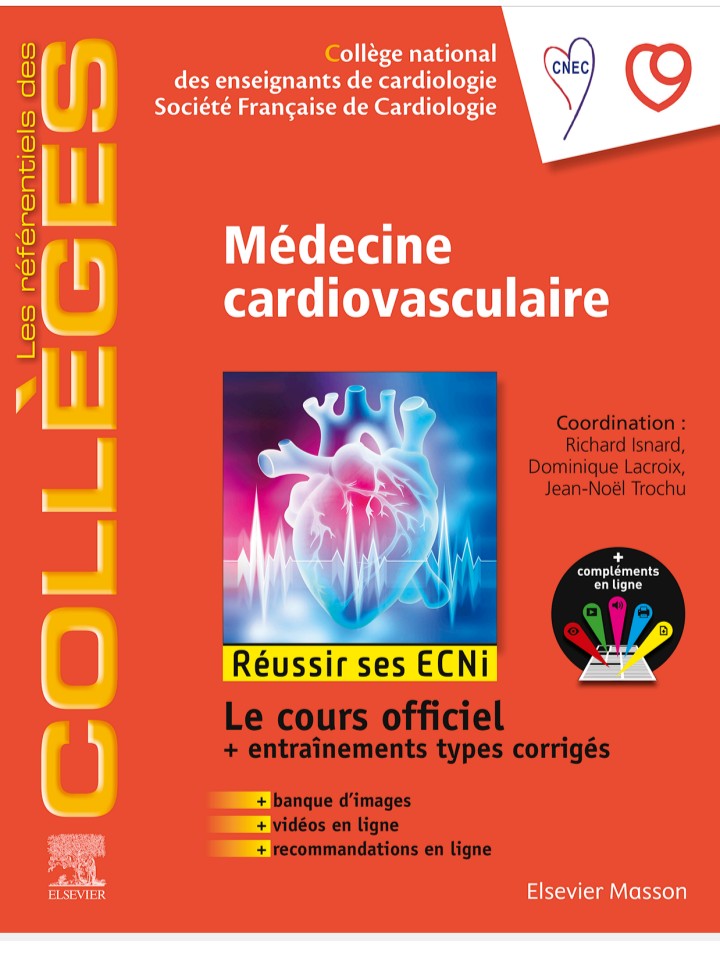 Les référentiels des
COLLÈGES
Collège national
des enseignants de cardiologie
Société Française de Cardiologie
CNEC
Médecine
cardiovasculaire
Coordination :
Richard Isnard,
Dominique Lacroix,
Jean-Noël Trochu
+
compléments
en ligne
Réussir ses ECNi
Le cours officiel
+ entraînements types corrigés
+ banque d'images
+ vidéos en ligne
+ recommandations en ligne
ELSEVIER
Elsevier Masson